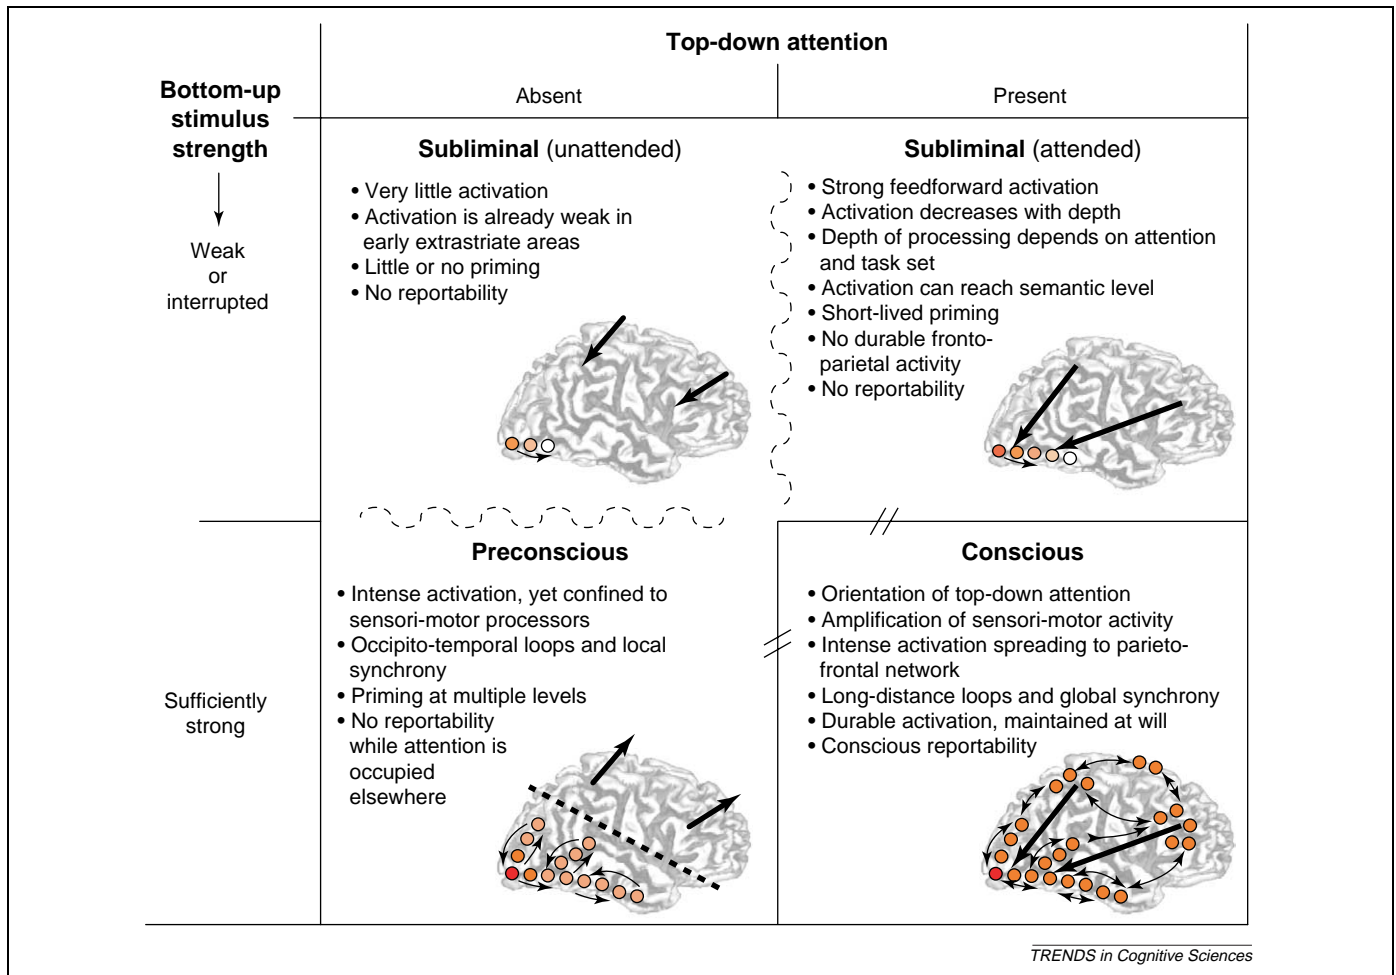 Top-down attention
Bottom-up
stimulus
strength
Absent
Present
Weak
or
interrupted
Subliminal (unattended)
• Very little activation
• Activation is already weak in
early extrastriate areas
• Little or no priming
• No reportability
Subliminal (attended)
• Strong feedforward activation
• Activation decreases with depth
• Depth of processing depends on attention
and task set
• Activation can reach semantic level
• Short-lived priming
• No durable fronto-
parietal activity
• No reportability
Sufficiently
strong
Preconscious
• Intense activation, yet confined to
sensori-motor processors
• Occipito-temporal loops and local
synchrony
• Priming at multiple levels
• No reportability
while attention is
occupied
elsewhere
Conscious
• Orientation of top-down attention
• Amplification of sensori-motor activity
• Intense activation spreading to parieto-
frontal network
• Long-distance loops and global synchrony
• Durable activation, maintained at will
• Conscious reportability
TRENDS in Cognitive Sciences